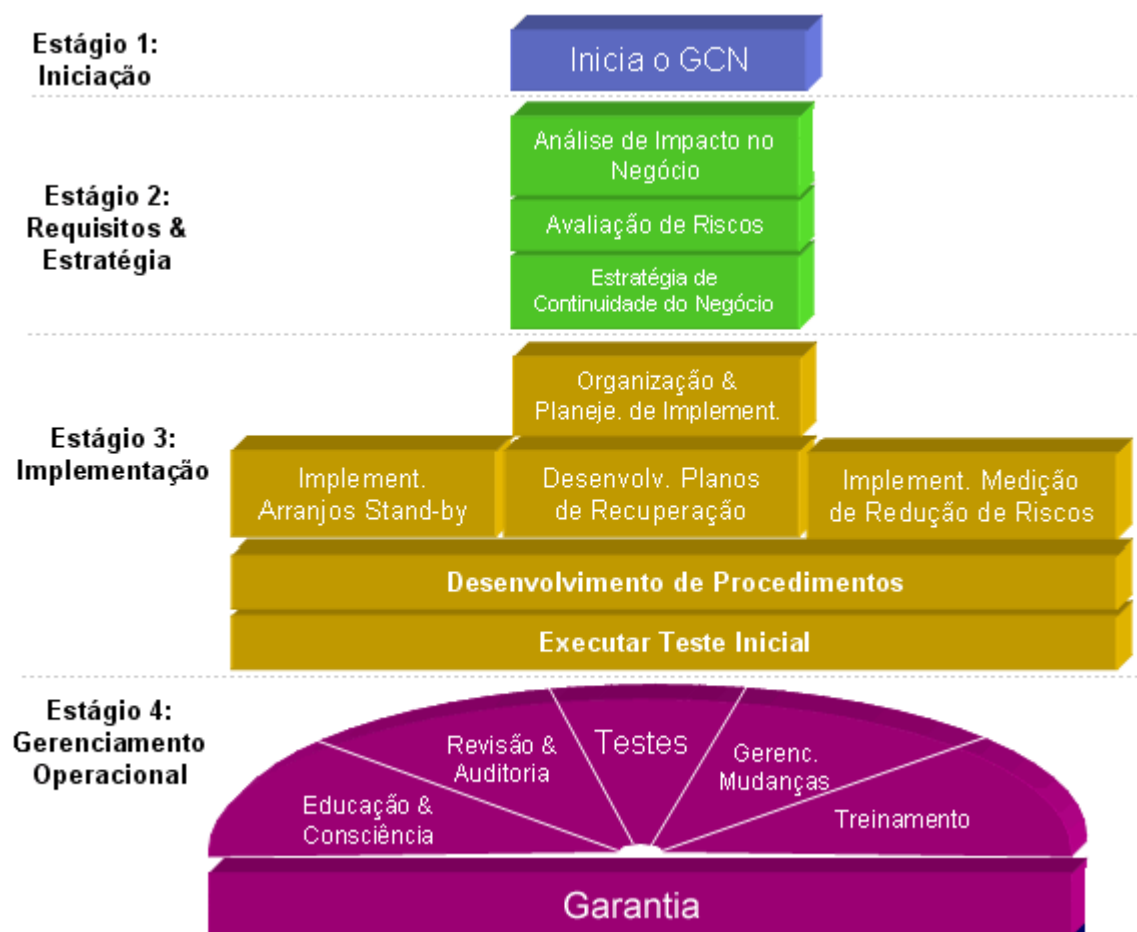 Estágio 1:
Iniciação
Inicia o GCN
Estágio 2:
Requisitos &
Estratégia
Análise de Impacto no
Negócio
Avaliação de Riscos
Estratégia de
Continuidade do Negócio
Estágio 3:
Implementação
Organização &
Planeje. de Implement.
Implement.
Arranjos Stand-by
Desenvolv. Planos
de Recuperação
Implement. Medição
de Redução de Riscos
Desenvolvimento de Procedimentos
Executar Teste Inicial
Estágio 4:
Gerenciamento
Operacional
Educação &
Consciência
Revisão &
Auditoria
Testes
Gerenc.
Mudanças
Treinamento
Garantia